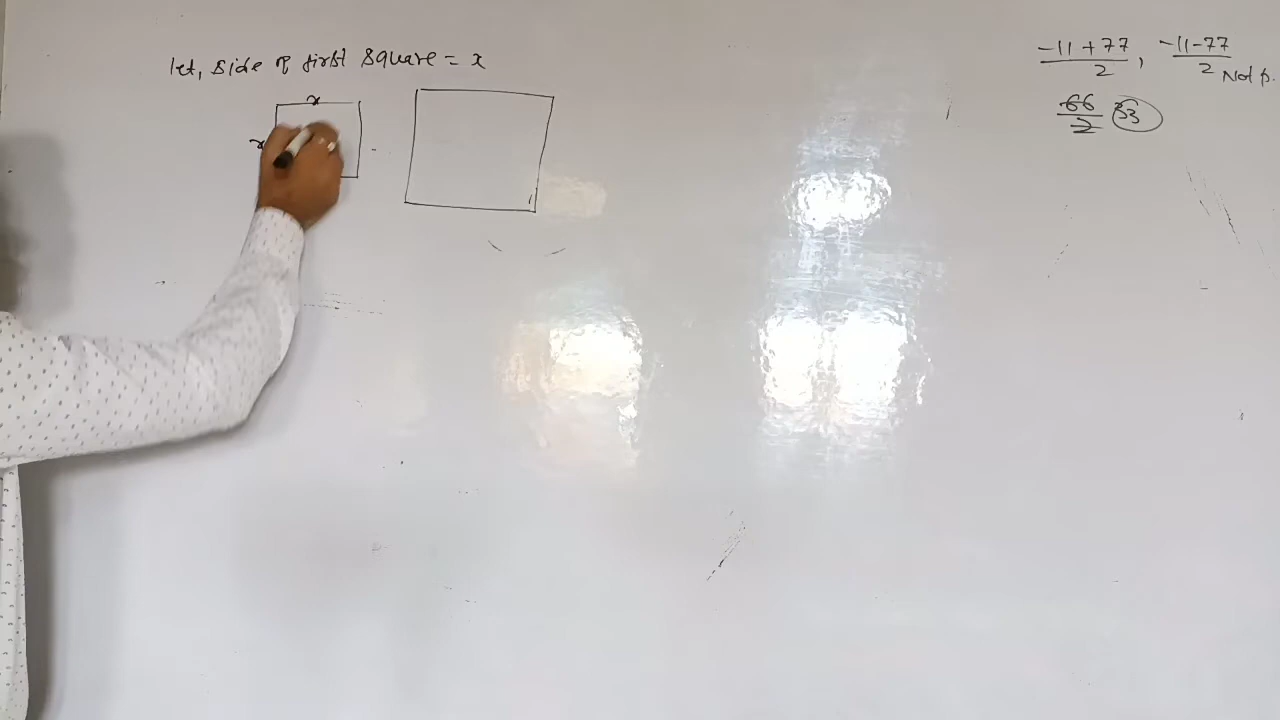 let, side of first square = x
x
x
-11+77/2, -11-77/2 Not p.
66/2 33